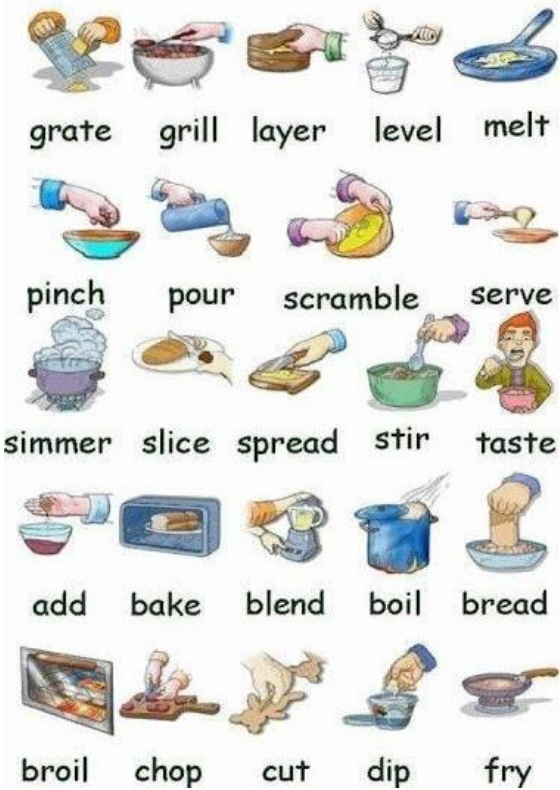 grate grill layer level melt
pinch pour scramble serve
simmer slice spread stir taste
add bake blend boil bread
broil chop cut dip fry